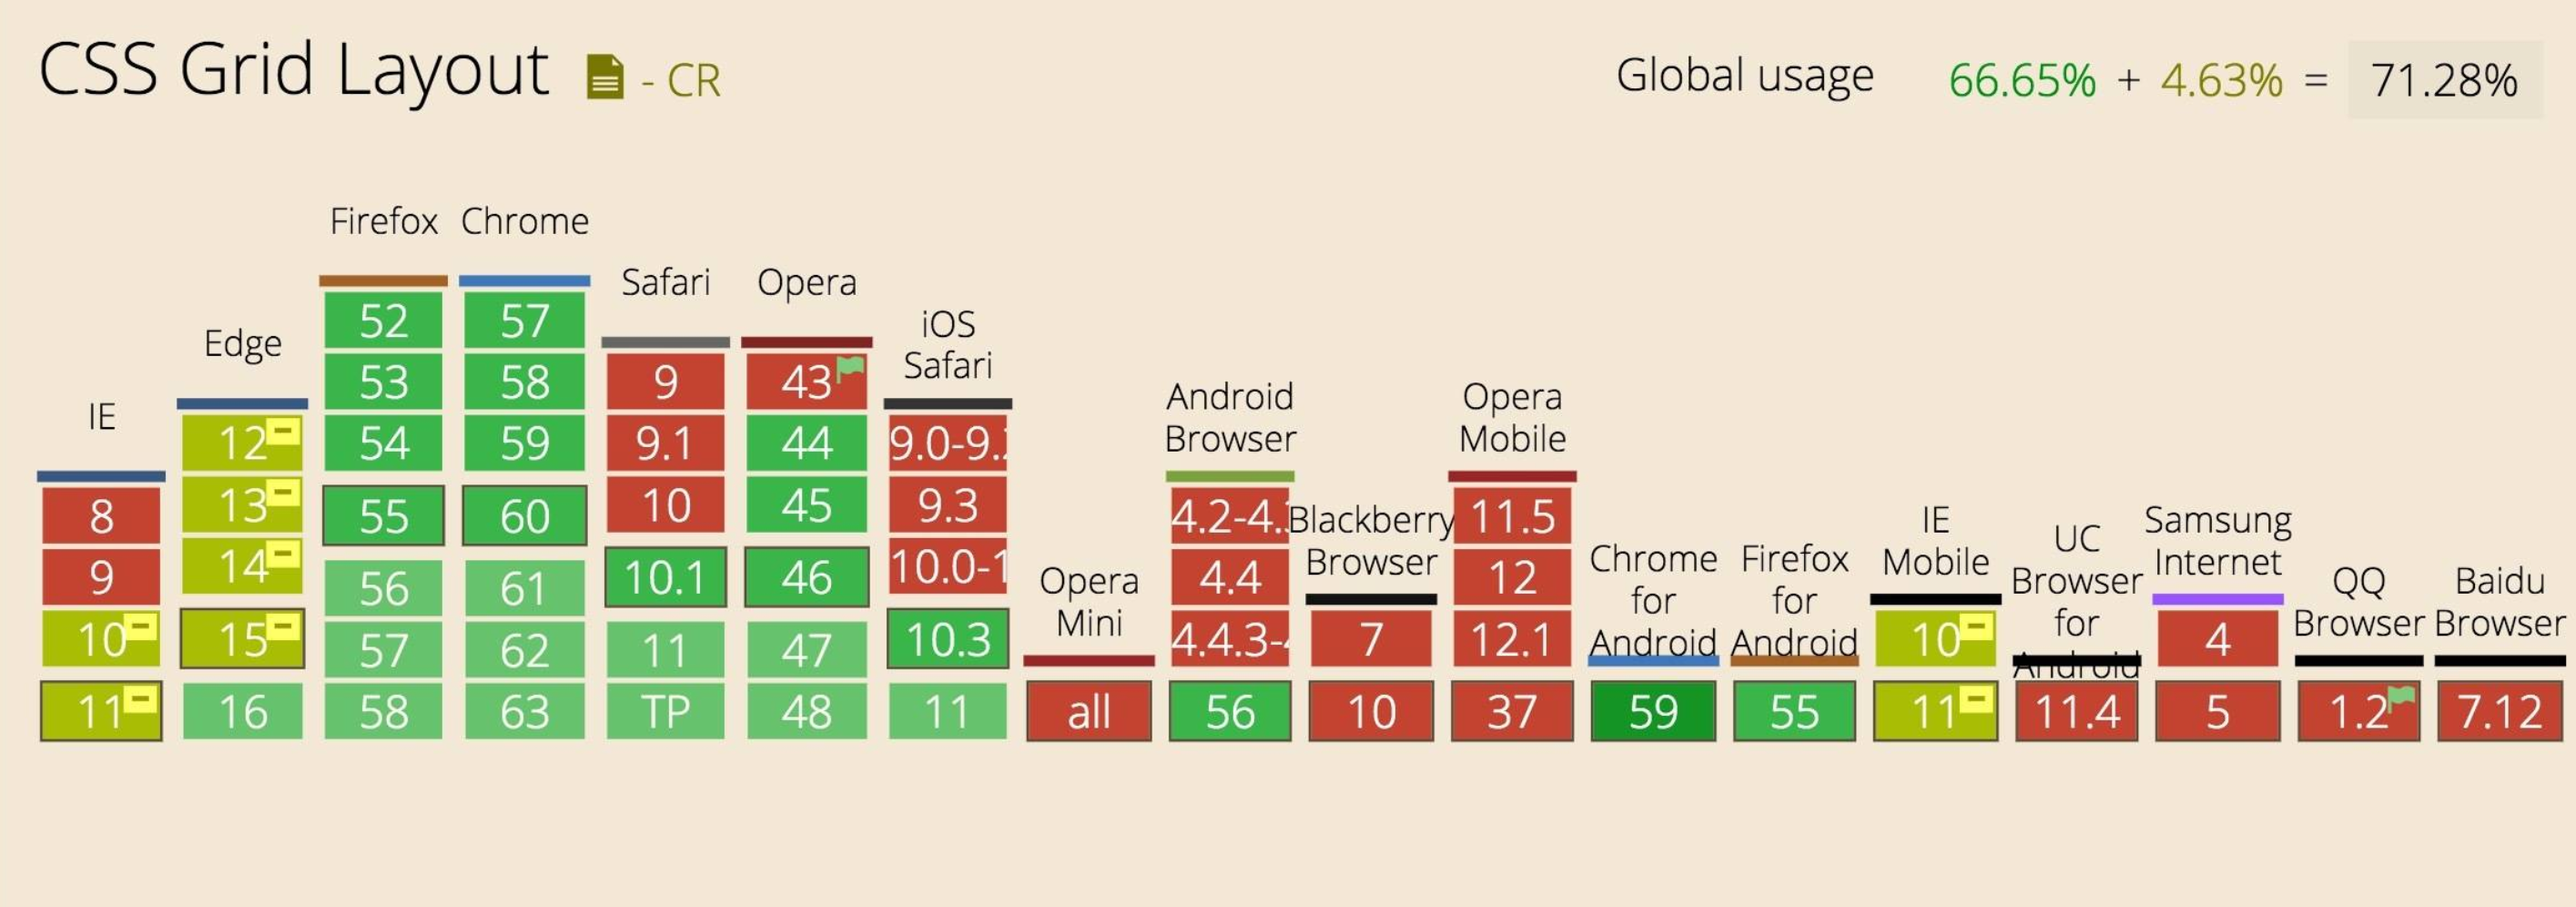 CSS Grid Layout - CR
Global usage 66.65% + 4.63% = 71.28%
IE
8
9
10
11
Edge
12
13
14
15
16
Firefox
52
53
54
55
56
57
58
Chrome
57
58
59
60
61
62
63
Safari
9
9.1
10
10.1
11
TP
Opera
43
44
45
46
47
48
iOS
Safari
9.0-9.
9.3
10.0-1
10.3
11
Opera
Mini
all
Android
Browser
4.2-4.
4.4
4.4.3-
56
Blackberry
Browser
7
10
Opera
Mobile
11.5
12
12.1
37
Chrome
for
Android
59
Firefox
for
Android
55
IE
Mobile
10
11
UC
Browser
for
Android
11.4
Samsung
Internet
4
5
QQ
Browser
1.2
Baidu
Browser
7.12